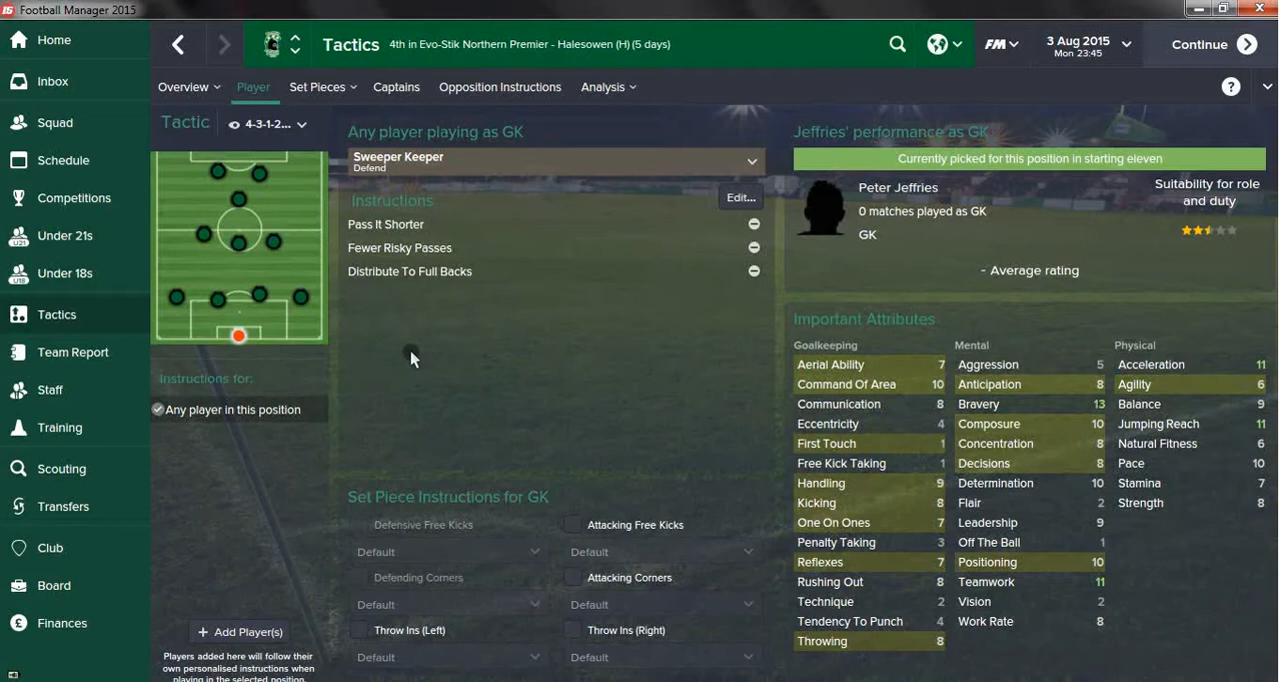 15 Football Manager 2015
Home
Inbox
Squad
Schedule
Competitions
U21 Under 21s
U18 Under 18s
Tactics
Team Report
Staff
Training
Scouting
Transfers
Club
Board
£ Finances
Tactics 4th in Evo-Stik Northern Premier - Halesowen (H) (5 days)
FM
3 Aug 2015
Mon 23:45
Continue
Overview Player Set Pieces Captains Opposition Instructions Analysis
?
Tactic 4-3-1-2...
Instructions for:
Any player in this position
+ Add Player(s)
Players added here will follow their
own personalised instructions when
playing in the selected position.
Any player playing as GK
Sweeper Keeper
Defend
Instructions
Edit...
Pass It Shorter
Fewer Risky Passes
Distribute To Full Backs
Set Piece Instructions for GK
Defensive Free Kicks Attacking Free Kicks
Default Default
Defending Corners Attacking Corners
Default Default
Throw Ins (Left) Throw Ins (Right)
Default Default
Jeffries' performance as GK
Currently picked for this position in starting eleven
Peter Jeffries
0 matches played as GK
GK
Suitability for role
and duty
- Average rating
Important Attributes
Goalkeeping Mental Physical
Aerial Ability 7 Aggression 5 Acceleration 11
Command Of Area 10 Anticipation 8 Agility 6
Communication 8 Bravery 13 Balance 9
Eccentricity 4 Composure 10 Jumping Reach 11
First Touch 1 Concentration 8 Natural Fitness 6
Free Kick Taking 1 Decisions 8 Pace 10
Handling 9 Determination 10 Stamina 7
Kicking 8 Flair 2 Strength 8
One On Ones 7 Leadership 9
Penalty Taking 3 Off The Ball 1
Reflexes 7 Positioning 10
Rushing Out 8 Teamwork 11
Technique 2 Vision 2
Tendency To Punch 4 Work Rate 8
Throwing 8